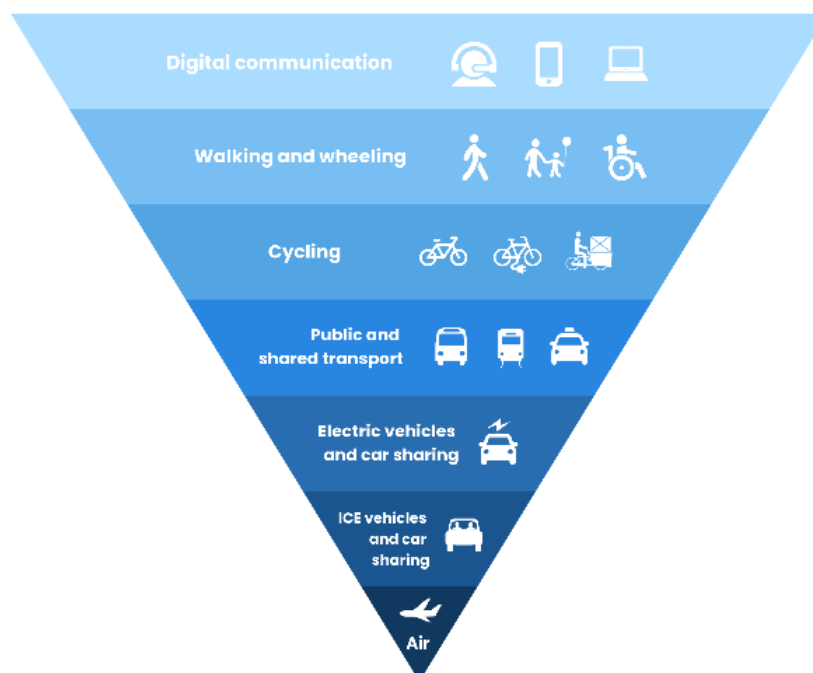 Digital communication
Walking and wheeling
Cycling
Public and
shared transport
Electric vehicles
and car sharing
ICE vehicles
and car
sharing
Air